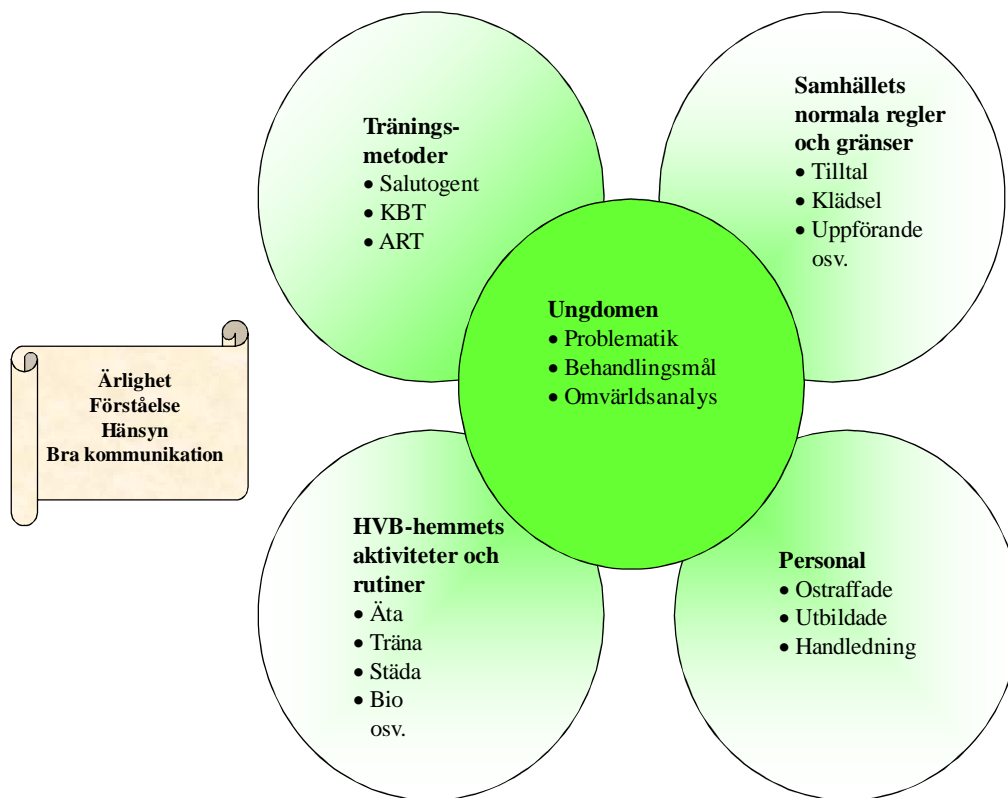 Tränings-
metoder
• Salutogent
• KBT
• ART
Samhällets
normala regler
och gränser
• Tilltal
• Klädsel
• Uppförande
osv.
Ungdomen
• Problematik
• Behandlingsmål
• Omvärldsanalys
Ärlighet
Förståelse
Hänsyn
Bra kommunikation
HVB-hemmets
aktiviteter och
rutiner
• Äta
• Träna
• Städa
• Bio
osv.
Personal
• Ostraffade
• Utbildade
• Handledning